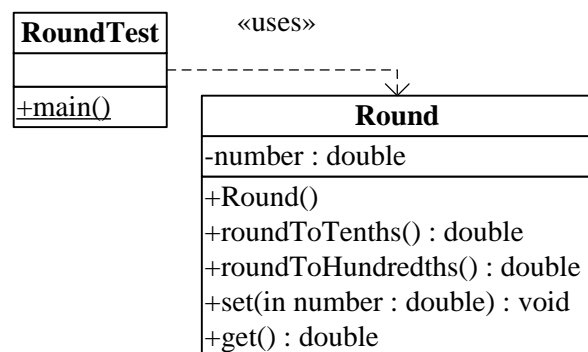 RoundTest
«uses»
+main()
Round
-number : double
+Round()
+roundToTenths() : double
+roundToHundredths() : double
+set(in number : double) : void
+get() : double